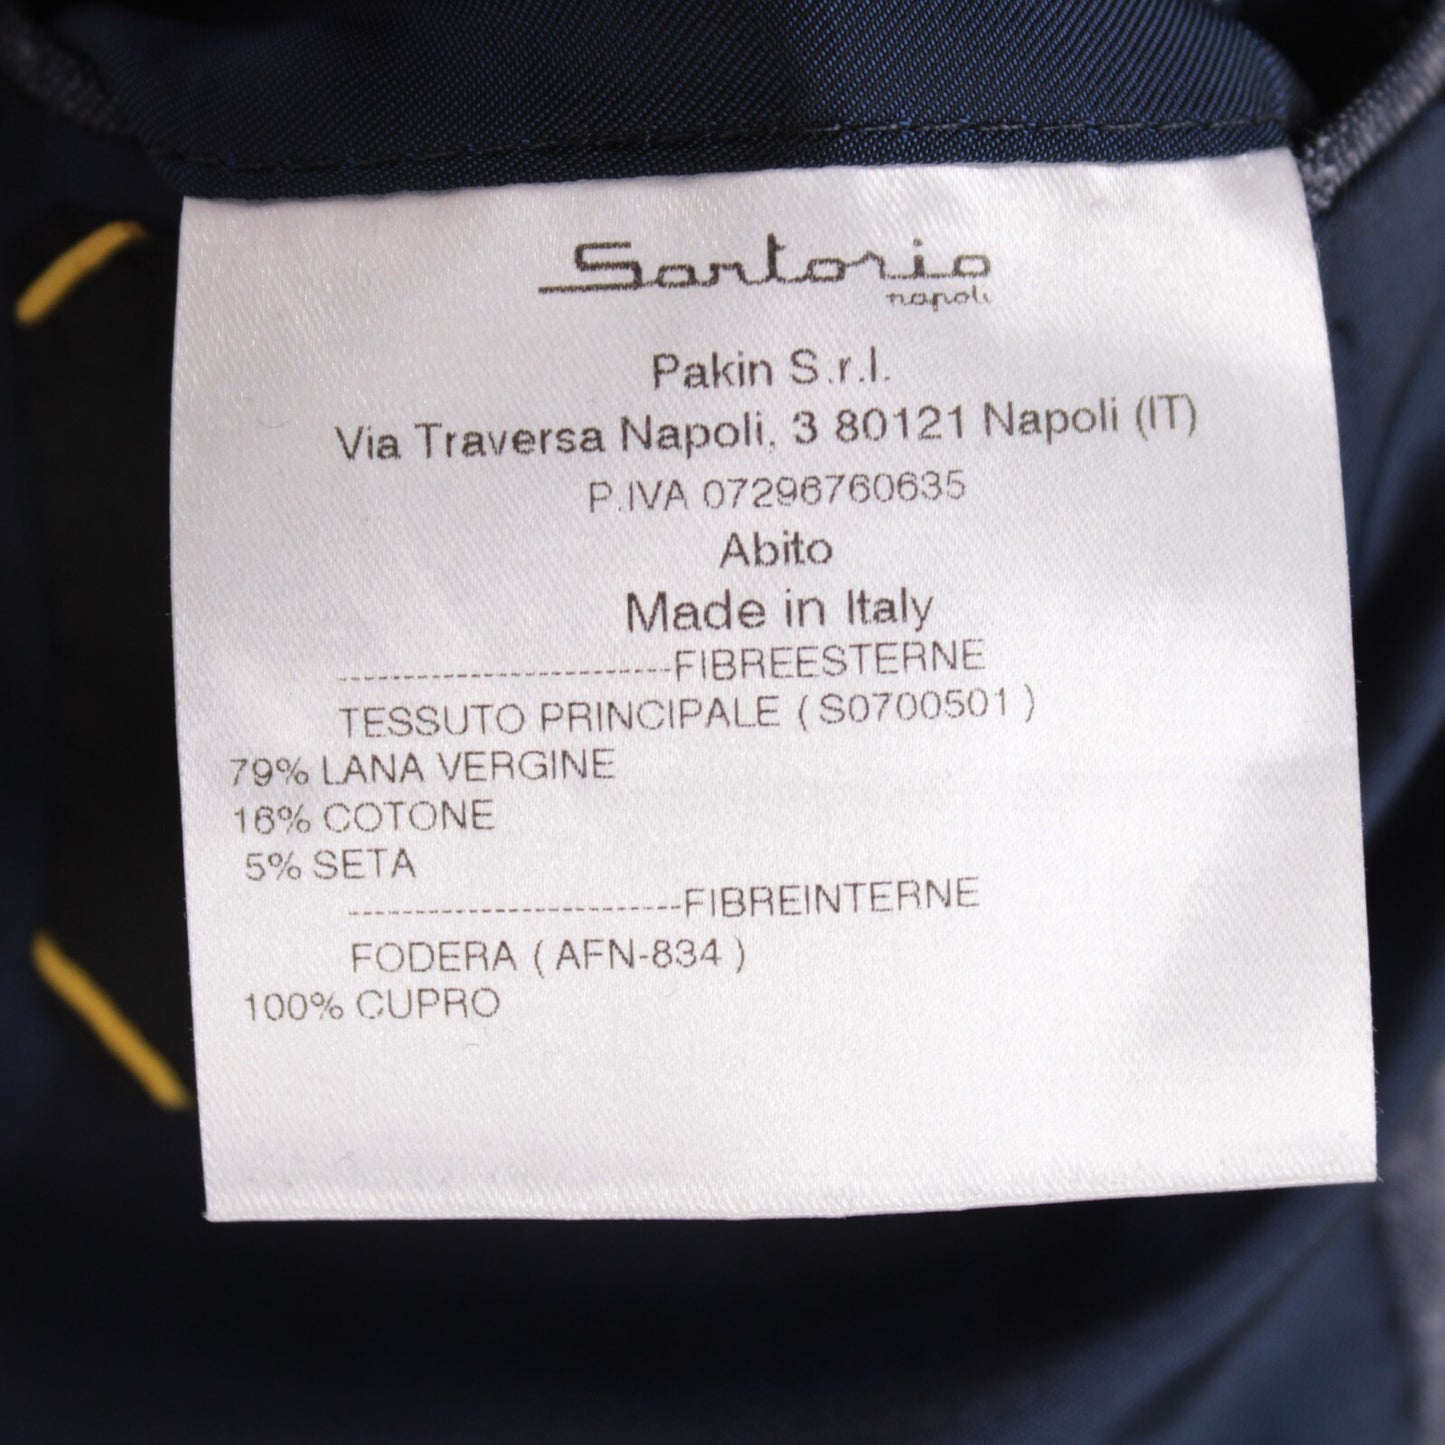 Sartorio
napoli
Pakin S.r.l.
Via Traversa Napoli, 3 80121 Napoli (IT)
P.IVA 07296760635
Abito
Made in Italy
-------------------------FIBREESTERNE
TESSUTO PRINCIPALE ( S0700501 )
79% LANA VERGINE
16% COTONE
5% SETA
-------------------------FIBREINTERNE
FODERA ( AFN-834 )
100% CUPRO